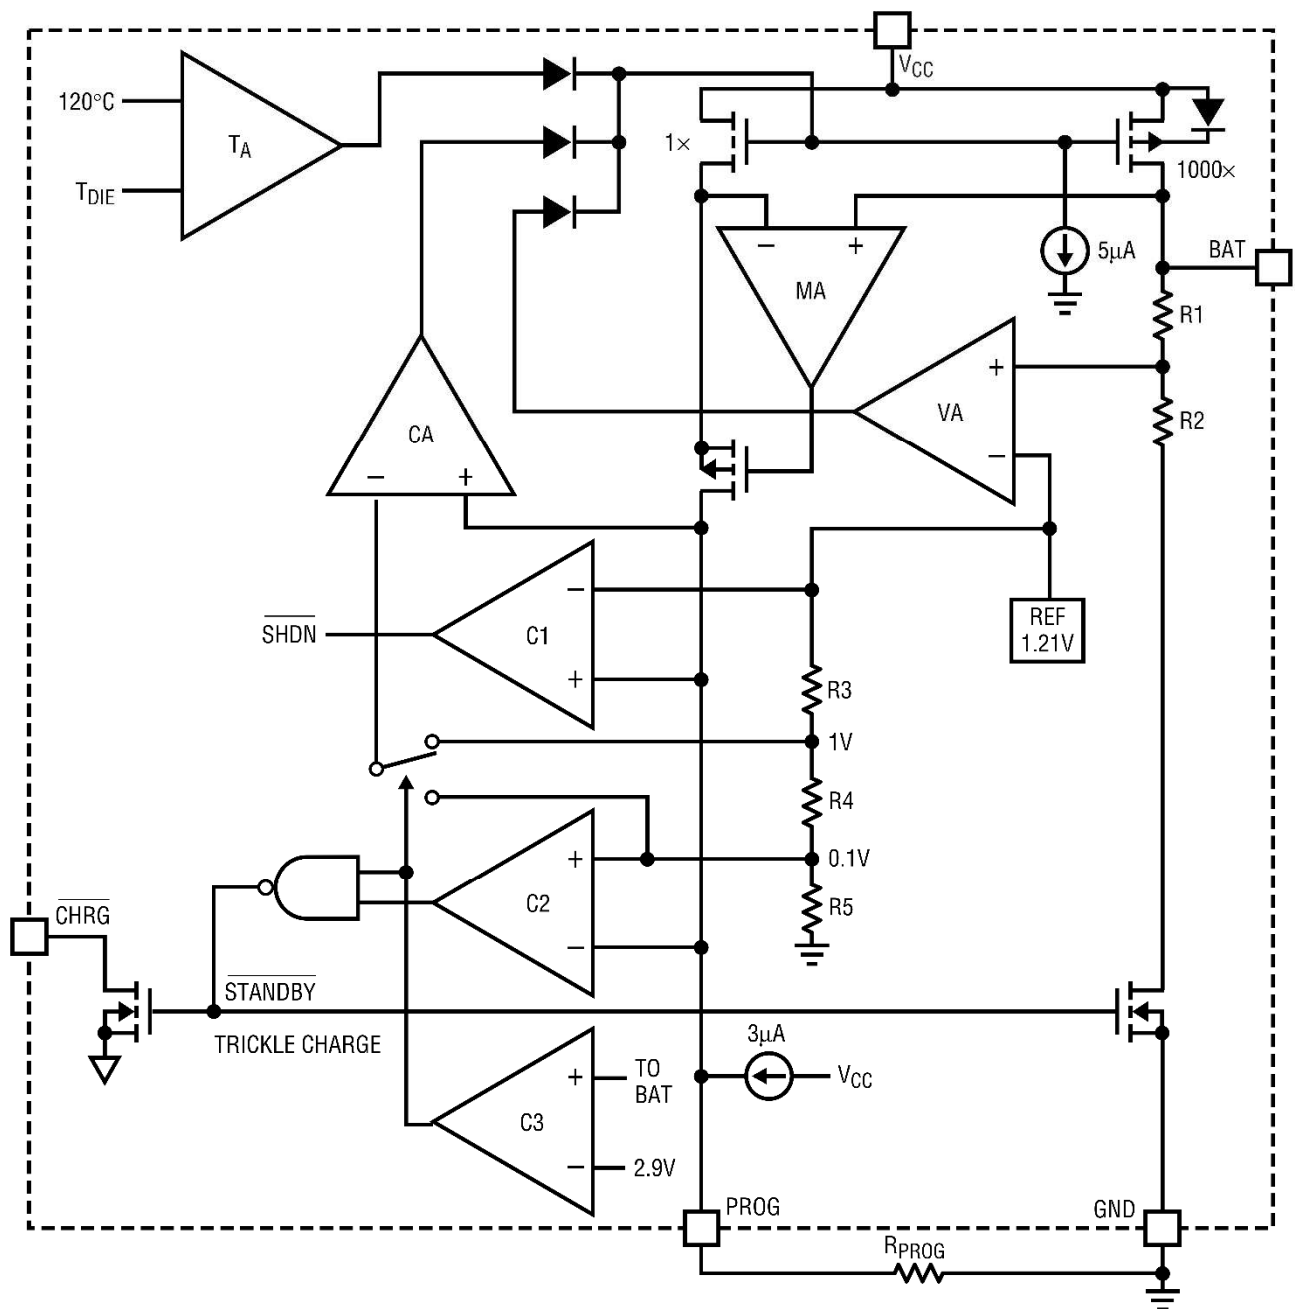 VCC
120°C
TA
TDIE
1×
1000×
5µA
BAT
– +
MA
R1
+
VA
–
R2
CA
– +
REF
1.21V
–
SHDN
C1
+
R3
1V
R4
+
0.1V
C2
R5
–
CHRG
STANDBY
TRICKLE CHARGE
3µA
VCC
+
TO
BAT
C3
–
2.9V
PROG
GND
RPROG